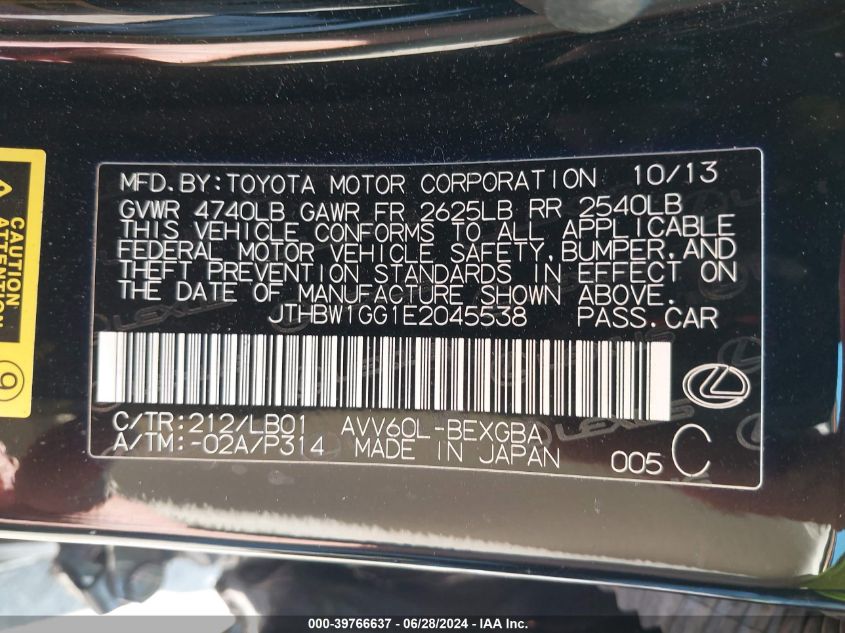 MFD. BY: TOYOTA MOTOR CORPORATION 10/13
GVWR 4740LB GAWR FR 2625LB RR 2540LB
THIS VEHICLE CONFORMS TO ALL APPLICABLE
FEDERAL MOTOR VEHICLE SAFETY, BUMPER, AND
THEFT PREVENTION STANDARDS IN EFFECT ON
THE DATE OF MANUFACTURE SHOWN ABOVE.
JTHBW1GG1E2045538 PASS. CAR
C/TR: 212/LB01 AVV60L-BEXGBA
A/TM: -02A/P314 MADE IN JAPAN 005 C
CAUTION
ATTENTION
9
000-39766637 - 06/28/2024 - IAA Inc.